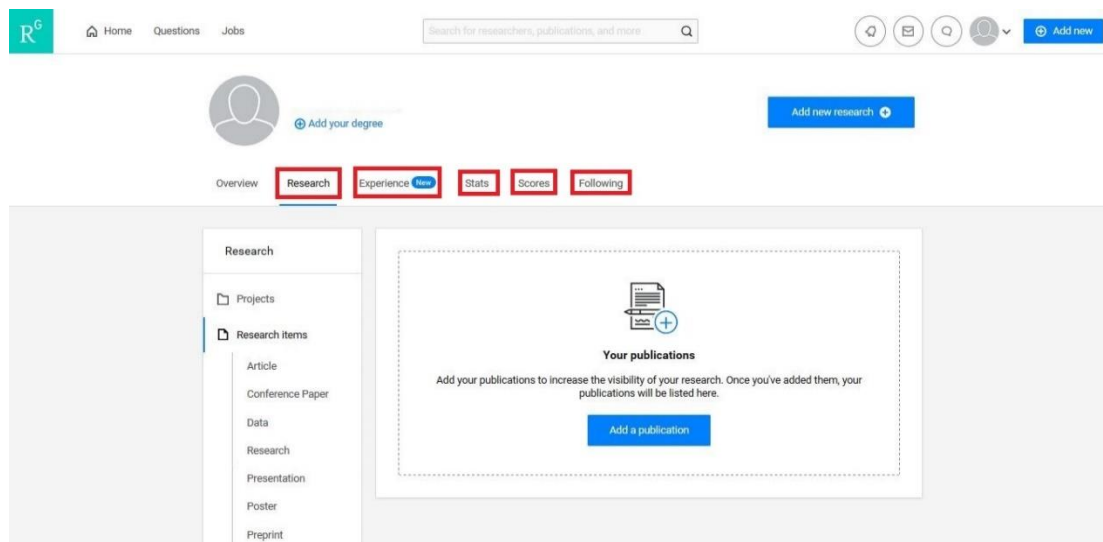 RG
Home Questions Jobs
Search for researchers, publications, and more
Add new
Add your degree
Add new research
Overview Research Experience New Stats Scores Following
Research
Projects
Research items
Article
Conference Paper
Data
Research
Presentation
Poster
Preprint
Your publications
Add your publications to increase the visibility of your research. Once you've added them, your
publications will be listed here.
Add a publication